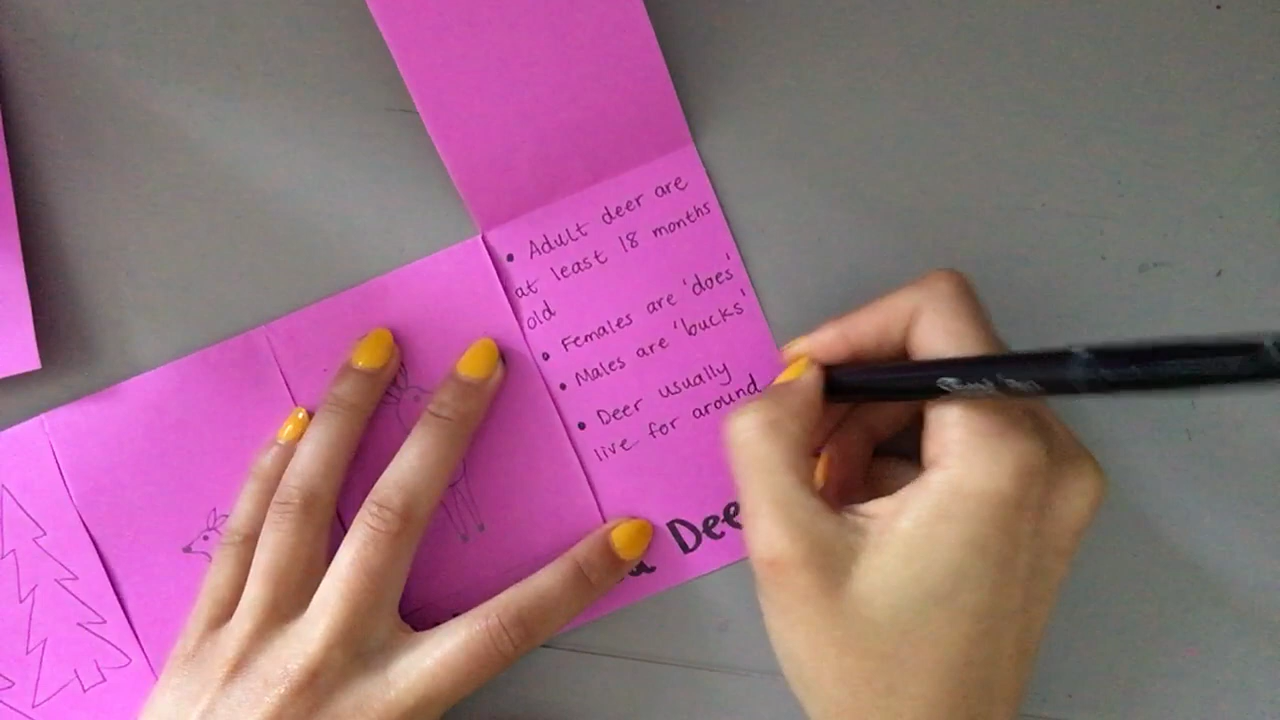 • Adult deer are
at least 18 months
old
• Females are 'does'
• Males are 'bucks'
• Deer usually
live for around